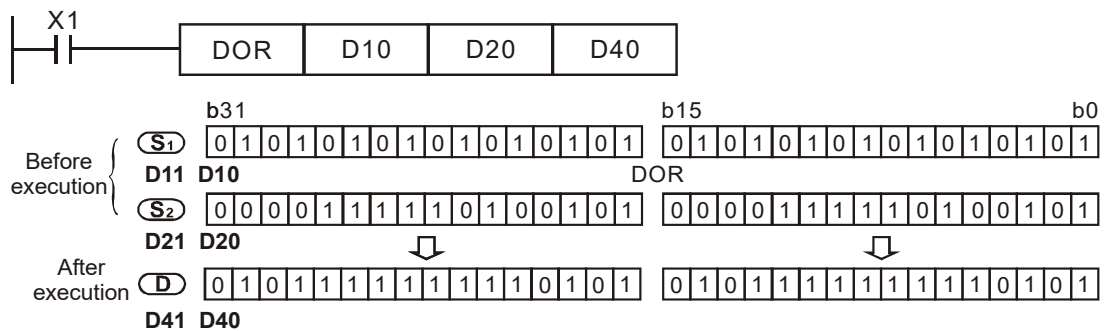 X1
DOR D10 D20 D40
b31 b15 b0
Before execution
S1 0 1 0 1 0 1 0 1 0 1 0 1 0 1 0 1 0 1 0 1 0 1 0 1 0 1 0 1 0 1 0 1
D11 D10 DOR
S2 0 0 0 0 1 1 1 1 1 0 1 0 0 1 0 1 0 0 0 0 1 1 1 1 1 0 1 0 0 1 0 1
D21 D20
After execution
D 0 1 0 1 1 1 1 1 1 1 1 1 0 1 0 1 0 1 0 1 1 1 1 1 1 1 1 1 0 1 0 1
D41 D40